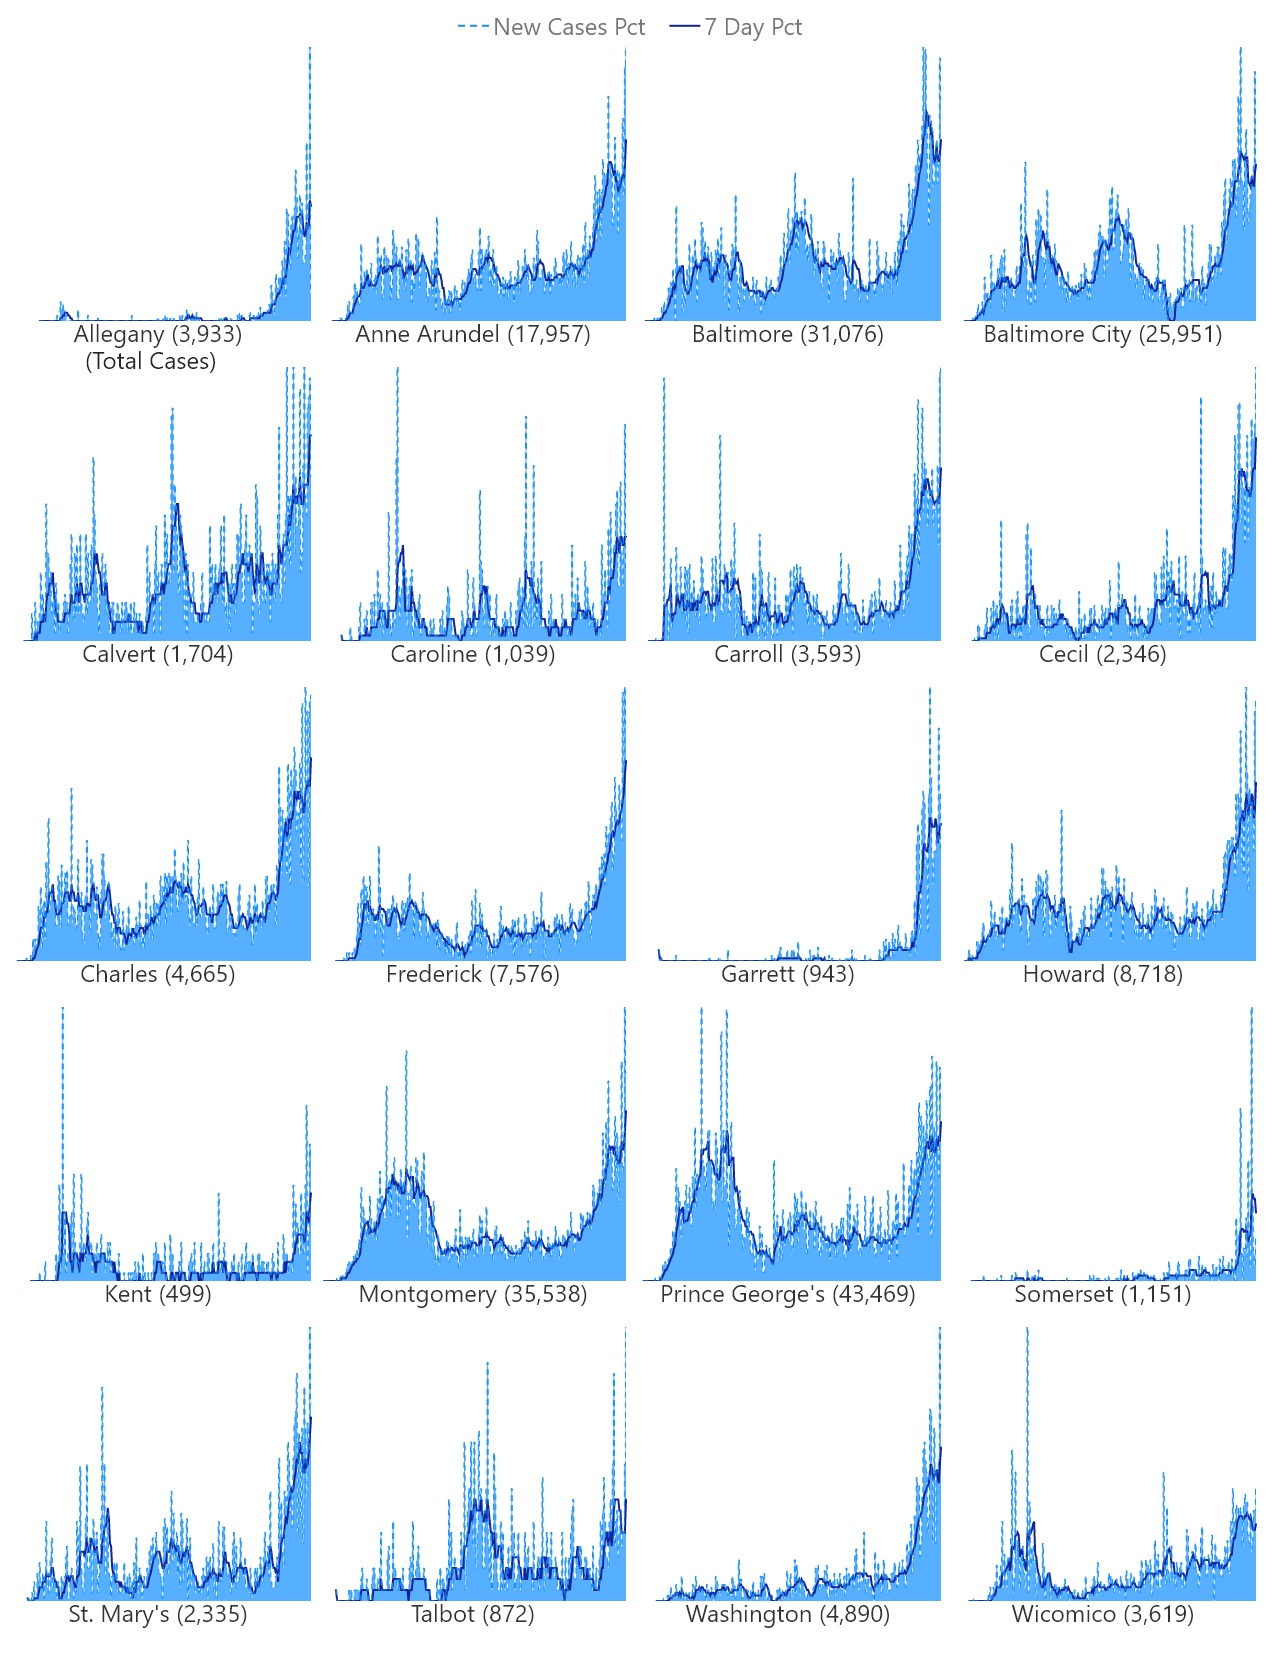 New Cases Pct 7 Day Pct
Allegany (3,933) Anne Arundel (17,957) Baltimore (31,076) Baltimore City (25,951)
(Total Cases)
Calvert (1,704) Caroline (1,039) Carroll (3,593) Cecil (2,346)
Charles (4,665) Frederick (7,576) Garrett (943) Howard (8,718)
Kent (499) Montgomery (35,538) Prince George's (43,469) Somerset (1,151)
St. Mary's (2,335) Talbot (872) Washington (4,890) Wicomico (3,619)